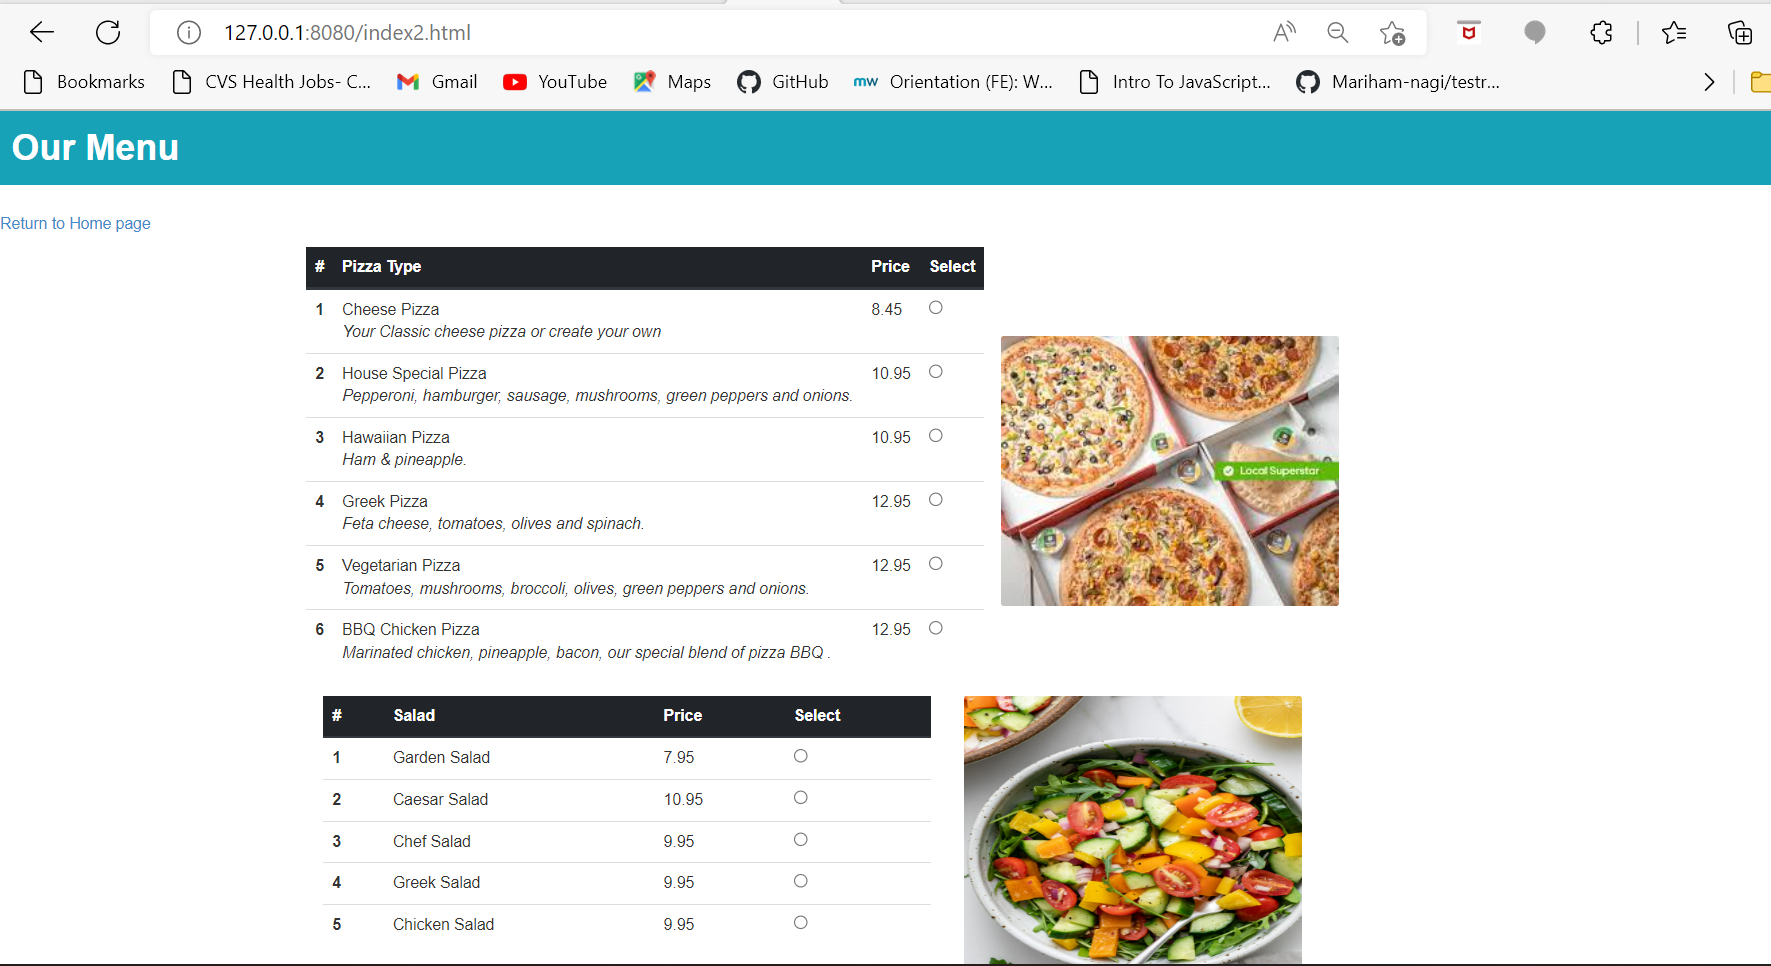 127.0.0.1:8080/index2.html
Bookmarks CVS Health Jobs- C... Gmail YouTube Maps GitHub mw Orientation (FE): W... Intro To JavaScript... Mariham-nagi/testr...
Our Menu
Return to Home page
# Pizza Type Price Select
1 Cheese Pizza 8.45
Your Classic cheese pizza or create your own
2 House Special Pizza 10.95
Pepperoni, hamburger, sausage, mushrooms, green peppers and onions.
3 Hawaiian Pizza 10.95
Ham & pineapple.
4 Greek Pizza 12.95
Feta cheese, tomatoes, olives and spinach.
5 Vegetarian Pizza 12.95
Tomatoes, mushrooms, broccoli, olives, green peppers and onions.
6 BBQ Chicken Pizza 12.95
Marinated chicken, pineapple, bacon, our special blend of pizza BBQ .
Local Superstar
# Salad Price Select
1 Garden Salad 7.95
2 Caesar Salad 10.95
3 Chef Salad 9.95
4 Greek Salad 9.95
5 Chicken Salad 9.95